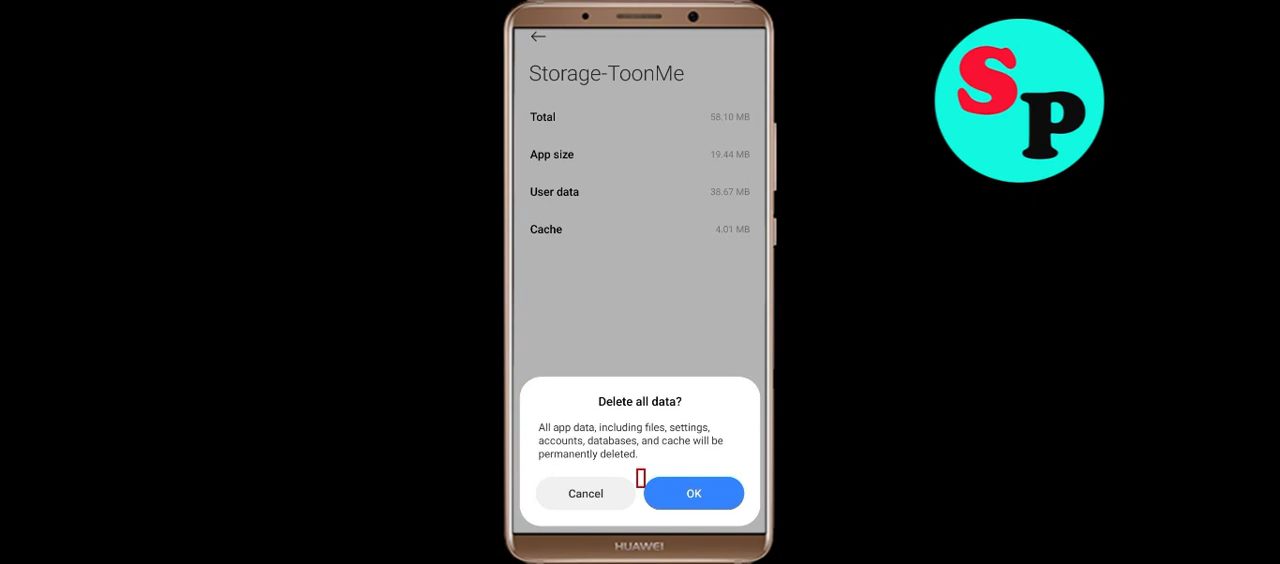 Storage-ToonMe
Total 58.10 MB
App size 19.44 MB
User data 38.67 MB
Cache 4.01 MB
Delete all data?
All app data, including files, settings,
accounts, databases, and cache will be
permanently deleted.
Cancel OK
HUAWEI
SP